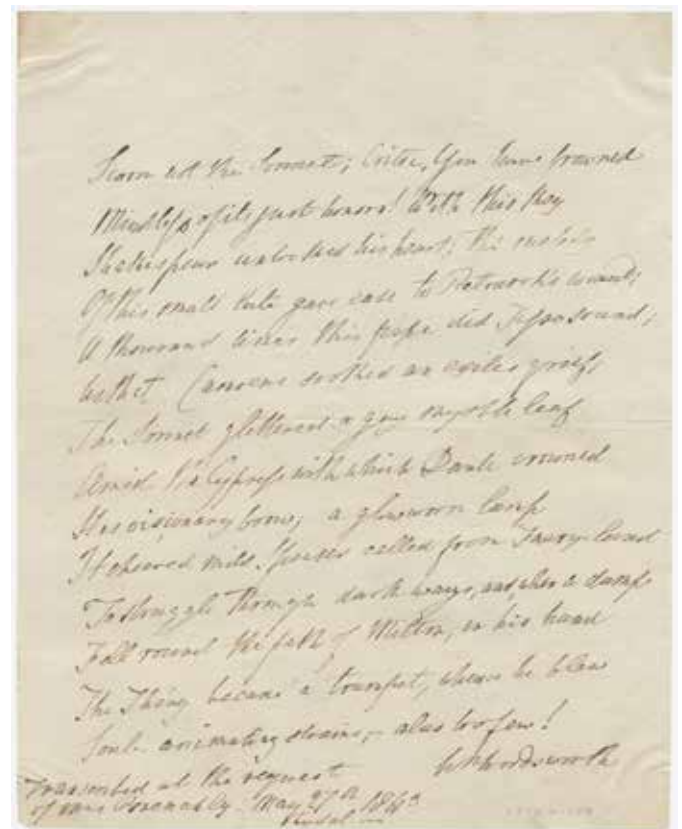 Scorn not the Sonnet; Critic, you have frowned
Mindless of its just honors! With this Key
Shakespear unlocked his heart; the melody
Of this small lute gave ease to Petrarch's wound;
A thousand times this pipe did Tasso sound;
With it Camoens soothed an exile's grief;
The Sonnet glittered a gay myrtle leaf
Amid the Cypress with which Dante crowned
His visionary brow; a glowworm lamp
It cheered mild Spenser called from Faery-land
To struggle through dark ways, and, when a damp
Fell round the path of Milton, in his hand
The Thing became a trumpet, whence he blew
Soul-animating strains,— alas too few!
Wm Wordsworth
Transcribed at the request
of May 27th 184